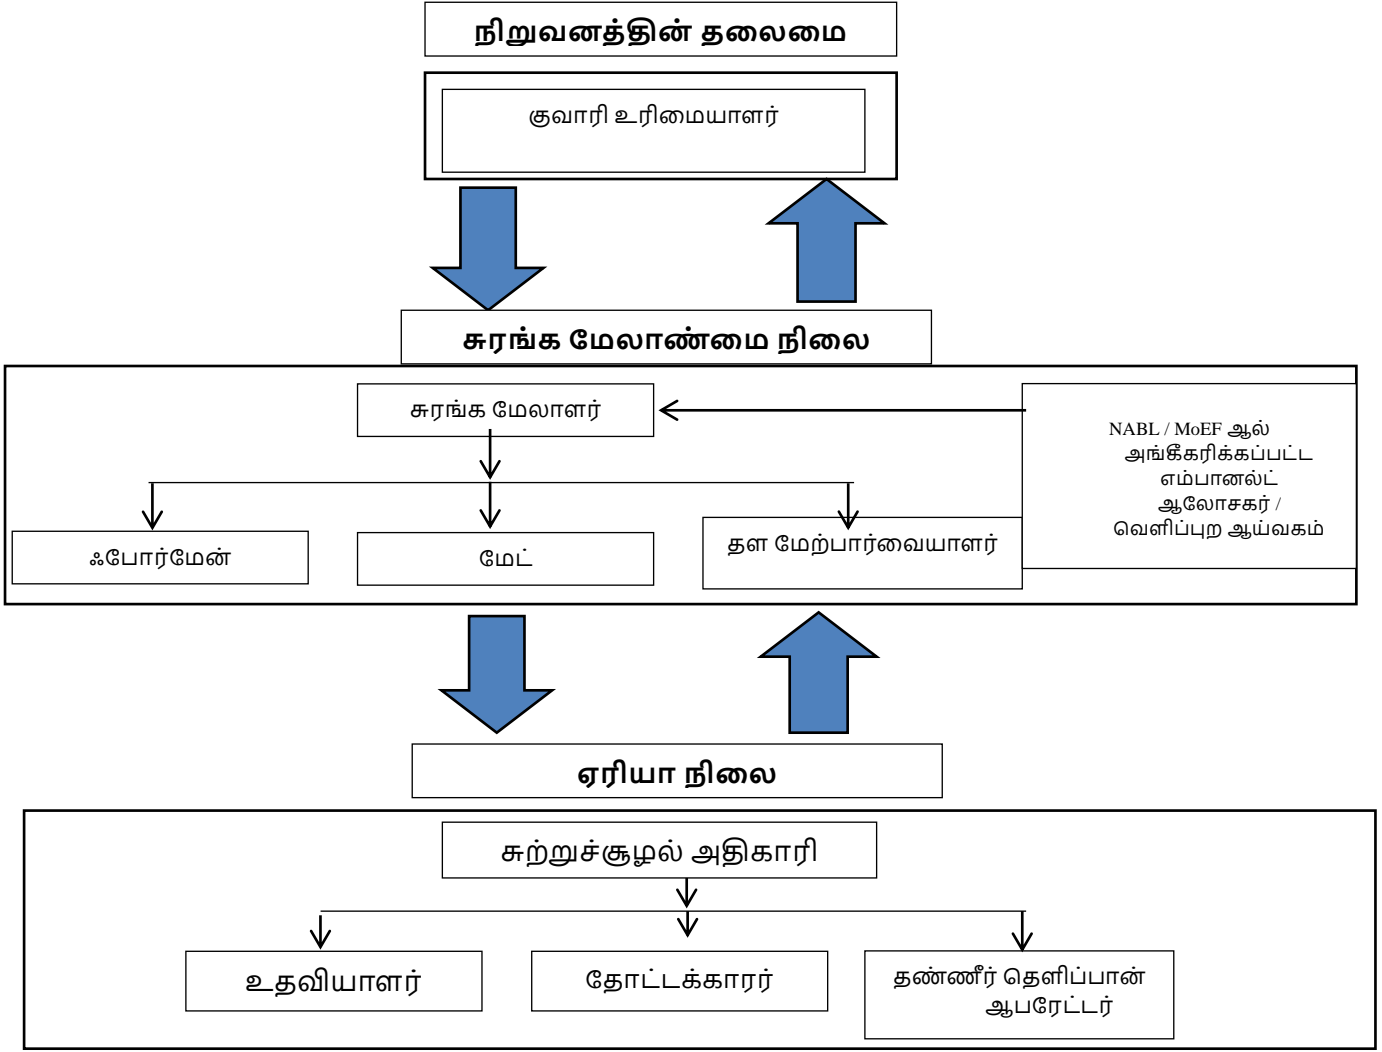 நிறுவனத்தின் தலைமை
குவாரி உரிமையாளர்
சுரங்க மேலாண்மை நிலை
சுரங்க மேலாளர்
NABL / MoEF ஆல்
அங்கீகரிக்கப்பட்ட
எம்பானல்ட்
ஆலோசகர் /
வெளிப்புற ஆய்வகம்
ஃபோர்மேன்
மேட்
தள மேற்பார்வையாளர்
ஏரியா நிலை
சுற்றுச்சூழல் அதிகாரி
உதவியாளர்
தோட்டக்காரர்
தண்ணீர் தெளிப்பான்
ஆபரேட்டர்